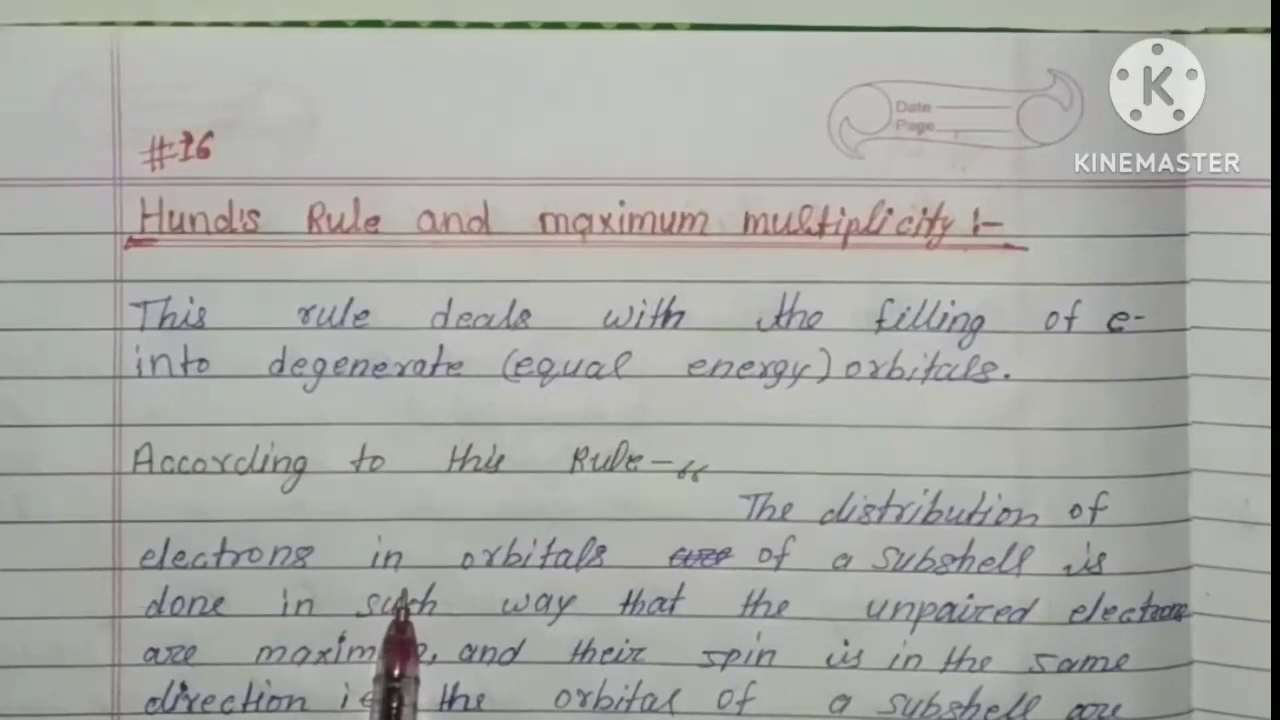 Date
Page
K
KINEMASTER
#16
Hund's Rule and maximum multiplicity :-
This rule deals with the filling of e-
into degenerate (equal energy) orbitals.
According to this Rule- “
The distribution of
electrons in orbitals of a subshell is
done in such way that the unpaired electrons
are maximum, and their spin is in the same
direction i.e the orbital of a subshell are